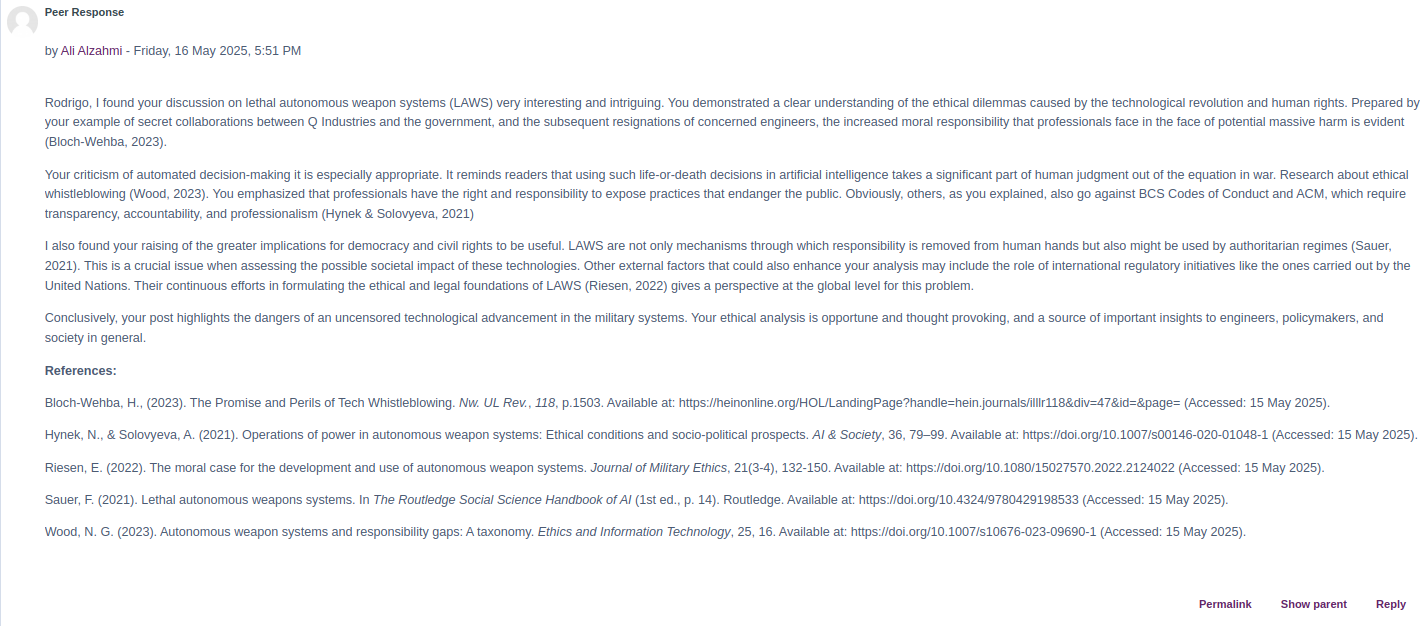 Peer Response
by Ali Alzahmi - Friday, 16 May 2025, 5:51 PM
Rodrigo, I found your discussion on lethal autonomous weapon systems (LAWS) very interesting and intriguing. You demonstrated a clear understanding of the ethical dilemmas caused by the technological revolution and human rights. Prepared by
your example of secret collaborations between Q Industries and the government, and the subsequent resignations of concerned engineers, the increased moral responsibility that professionals face in the face of potential massive harm is evident
(Bloch-Wehba, 2023).
Your criticism of automated decision-making it is especially appropriate. It reminds readers that using such life-or-death decisions in artificial intelligence takes a significant part of human judgment out of the equation in war. Research about ethical
whistleblowing (Wood, 2023). You emphasized that professionals have the right and responsibility to expose practices that endanger the public. Obviously, others, as you explained, also go against BCS Codes of Conduct and ACM, which require
transparency, accountability, and professionalism (Hynek & Solovyeva, 2021)
I also found your raising of the greater implications for democracy and civil rights to be useful. LAWS are not only mechanisms through which responsibility is removed from human hands but also might be used by authoritarian regimes (Sauer,
2021). This is a crucial issue when assessing the possible societal impact of these technologies. Other external factors that could also enhance your analysis may include the role of international regulatory initiatives like the ones carried out by the
United Nations. Their continuous efforts in formulating the ethical and legal foundations of LAWS (Riesen, 2022) gives a perspective at the global level for this problem.
Conclusively, your post highlights the dangers of an uncensored technological advancement in the military systems. Your ethical analysis is opportune and thought provoking, and a source of important insights to engineers, policymakers, and
society in general.
References:
Bloch-Wehba, H., (2023). The Promise and Perils of Tech Whistleblowing. Nw. UL Rev., 118, p.1503. Available at: https://heinonline.org/HOL/LandingPage?handle=hein.journals/illlr118&div=47&id=&page= (Accessed: 15 May 2025).
Hynek, N., & Solovyeva, A. (2021). Operations of power in autonomous weapon systems: Ethical conditions and socio-political prospects. AI & Society, 36, 79–99. Available at: https://doi.org/10.1007/s00146-020-01048-1 (Accessed: 15 May 2025).
Riesen, E. (2022). The moral case for the development and use of autonomous weapon systems. Journal of Military Ethics, 21(3-4), 132-150. Available at: https://doi.org/10.1080/15027570.2022.2124022 (Accessed: 15 May 2025).
Sauer, F. (2021). Lethal autonomous weapons systems. In The Routledge Social Science Handbook of AI (1st ed., p. 14). Routledge. Available at: https://doi.org/10.4324/9780429198533 (Accessed: 15 May 2025).
Wood, N. G. (2023). Autonomous weapon systems and responsibility gaps: A taxonomy. Ethics and Information Technology, 25, 16. Available at: https://doi.org/10.1007/s10676-023-09690-1 (Accessed: 15 May 2025).
Permalink Show parent Reply